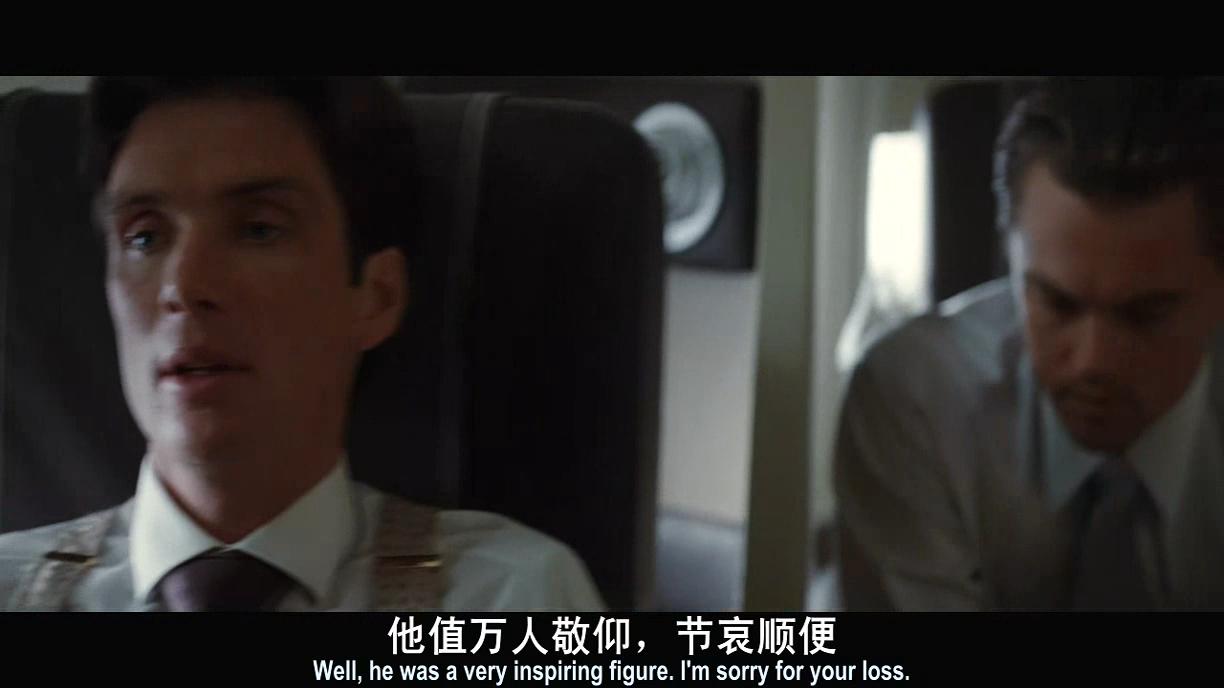 他值万人敬仰，节哀顺便
Well, he was a very inspiring figure. I'm sorry for your loss.